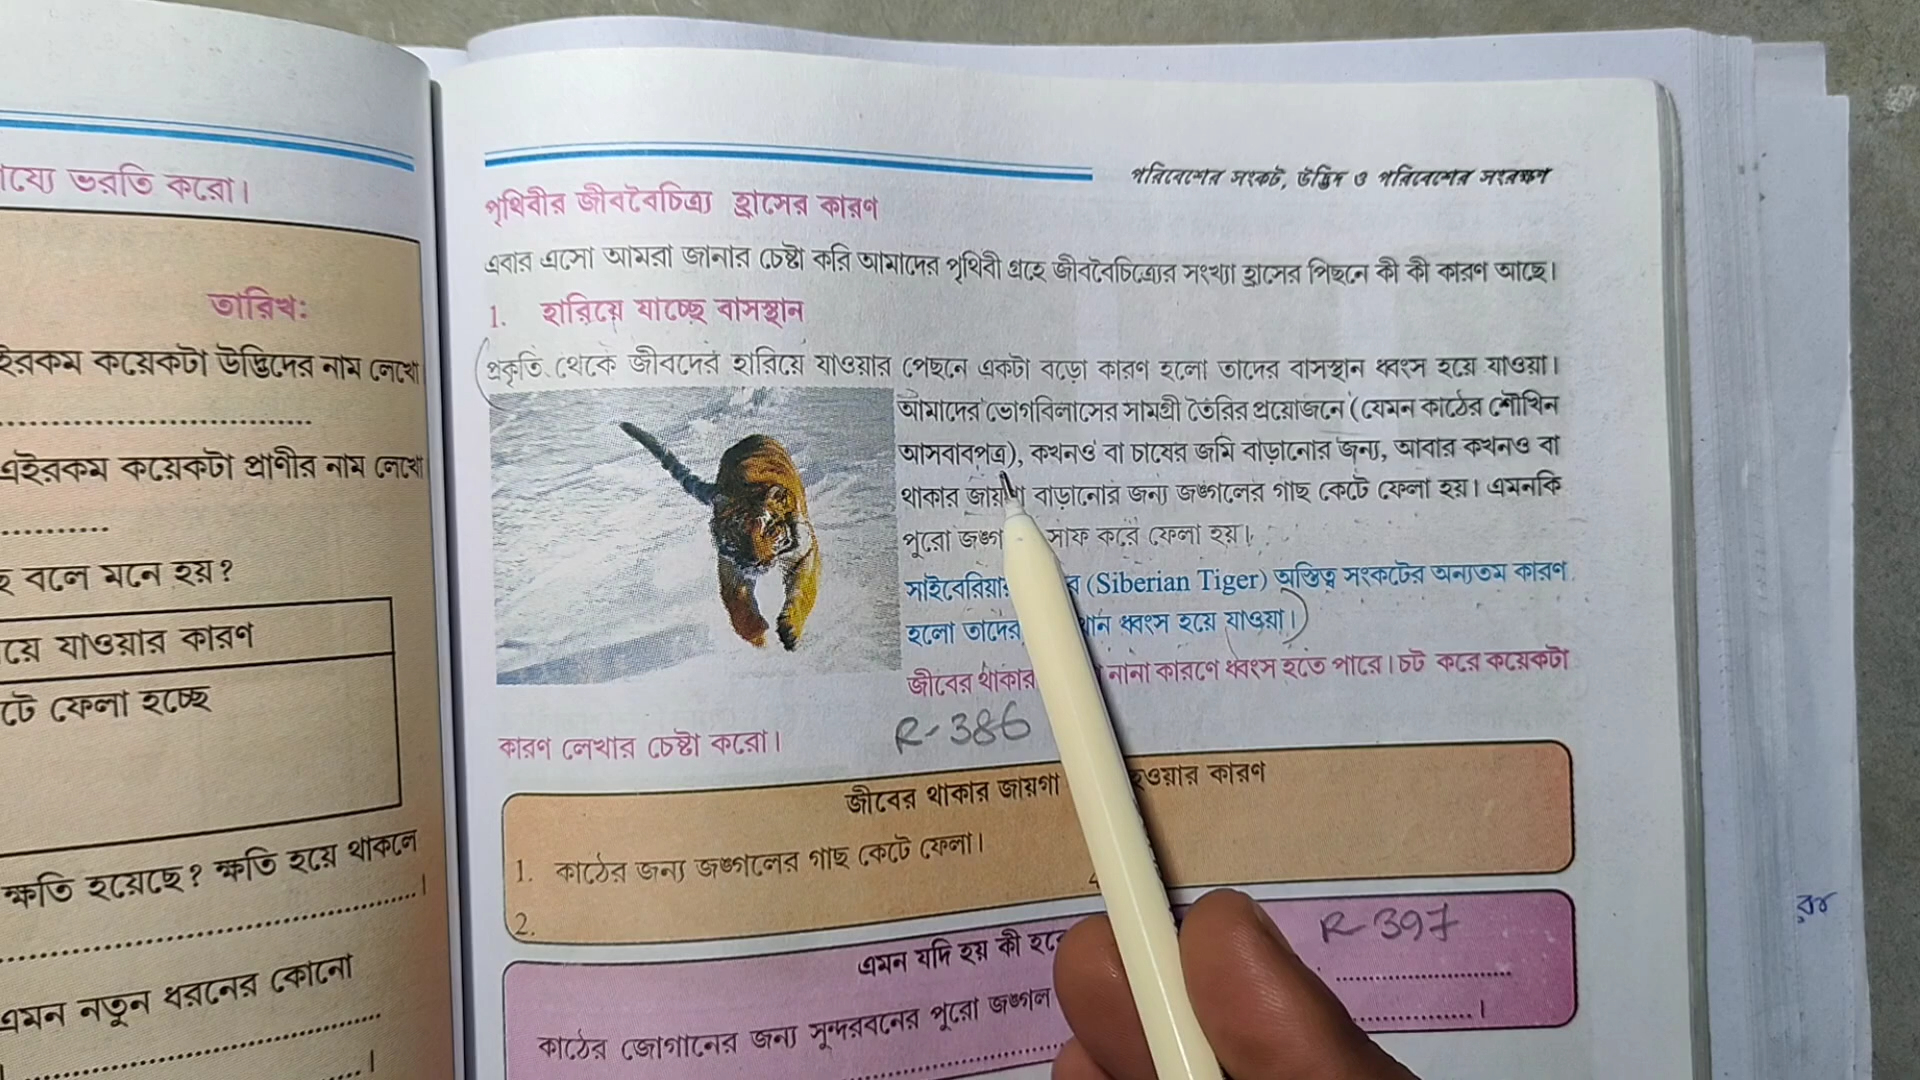 য্যে ভরতি করো।
তারিখ:
ইরকম কয়েকটা উদ্ভিদের নাম লেখো
এইরকম কয়েকটা প্রাণীর নাম লেখো
বলে মনে হয়?
য়ে যাওয়ার কারণ
টে ফেলা হচ্ছে
ক্ষতি হয়েছে? ক্ষতি হয়ে থাকলে
এমন নতুন ধরনের কোনো
পরিবেশের সংকট, উদ্ভিদ ও পরিবেশের সংরক্ষণ
পৃথিবীর জীববৈচিত্র্য হ্রাসের কারণ
এবার এসো আমরা জানার চেষ্টা করি আমাদের পৃথিবী গ্রহে জীববৈচিত্র্যের সংখ্যা হ্রাসের পিছনে কী কী কারণ আছে।
1. হারিয়ে যাচ্ছে বাসস্থান
প্রকৃতি থেকে জীবদের হারিয়ে যাওয়ার পেছনে একটা বড়ো কারণ হলো তাদের বাসস্থান ধ্বংস হয়ে যাওয়া।
আমাদের ভোগবিলাসের সামগ্রী তৈরির প্রয়োজনে (যেমন কাঠের শৌখিন
আসবাবপত্র), কখনও বা চাষের জমি বাড়ানোর জন্য, আবার কখনও বা
থাকার বাড়ানোর জন্য জঙ্গলের গাছ কেটে ফেলা হয়। এমনকি
পুরো সাফ করে ফেলা হয়।
(Siberian Tiger) অস্তিত্ব সংকটের অন্যতম কারণ
হলো তাদের ধ্বংস হয়ে যাওয়া।
জীবের থাকার নানা কারণে ধ্বংস হতে পারে। চট করে কয়েকটা
কারণ লেখার চেষ্টা করো।
R-386
জীবের থাকার জায়গা হওয়ার কারণ
1. কাঠের জন্য জঙ্গলের গাছ কেটে ফেলা।
2.
এমন যদি হয় কী
R-397
কাঠের জোগানের জন্য সুন্দরবনের পুরো জঙ্গল